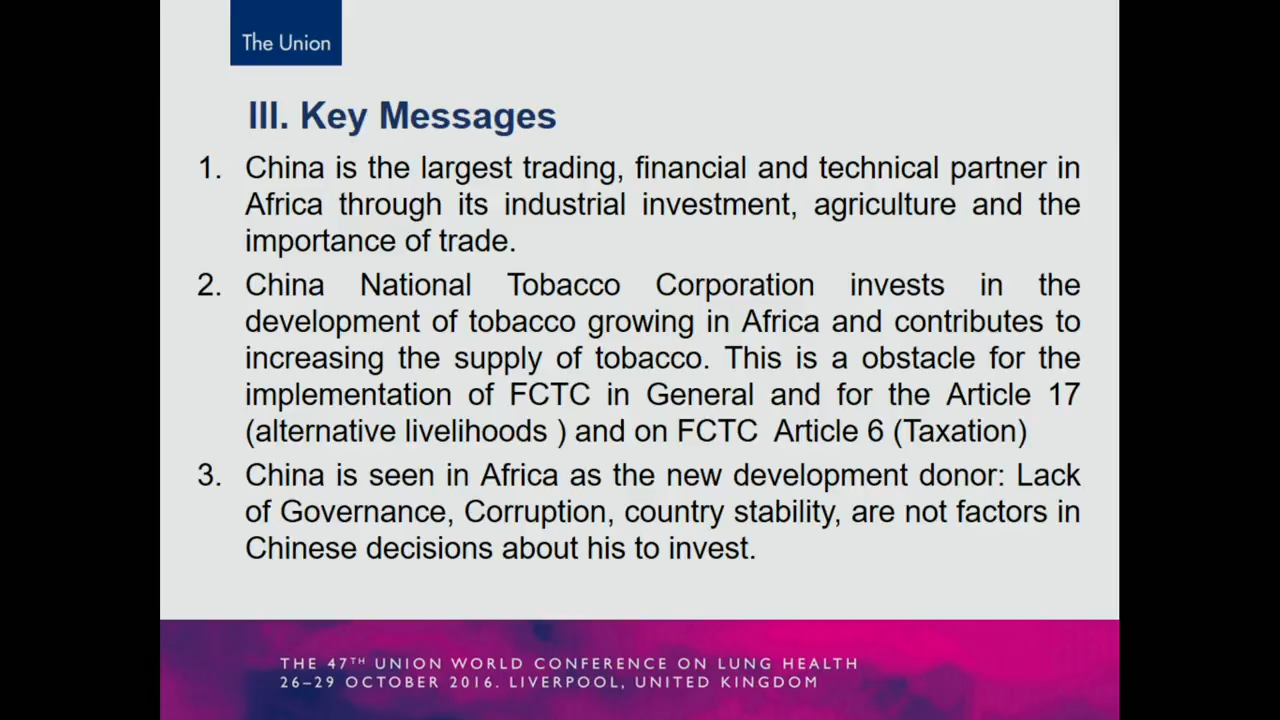 The Union
III. Key Messages
1. China is the largest trading, financial and technical partner in
Africa through its industrial investment, agriculture and the
importance of trade.
2. China National Tobacco Corporation invests in the
development of tobacco growing in Africa and contributes to
increasing the supply of tobacco. This is a obstacle for the
implementation of FCTC in General and for the Article 17
(alternative livelihoods ) and on FCTC Article 6 (Taxation)
3. China is seen in Africa as the new development donor: Lack
of Governance, Corruption, country stability, are not factors in
Chinese decisions about his to invest.
THE 47TH UNION WORLD CONFERENCE ON LUNG HEALTH
26–29 OCTOBER 2016. LIVERPOOL, UNITED KINGDOM